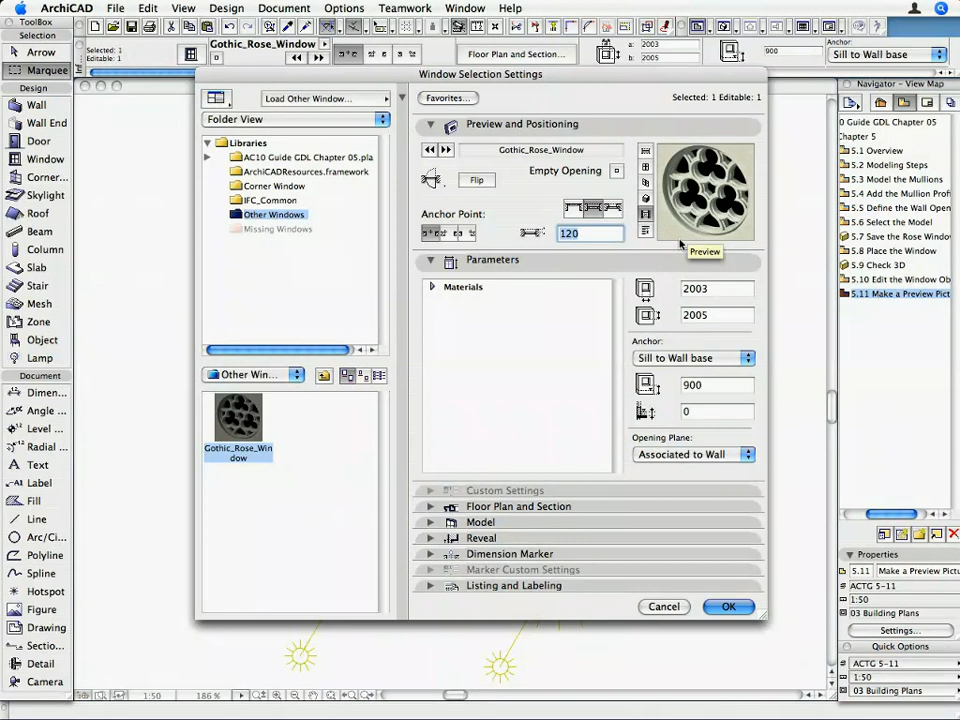 ArchiCAD File Edit View Design Document Options Teamwork Window Help
ToolBox
Selection
Arrow
Marquee
Design
Wall
Wall End
Door
Window
Corner...
Skylight
Roof
Beam
Column
Slab
Stair
Mesh
Zone
Object
Lamp
Document
Dimen...
Angle ...
Level ...
Radial ...
Text
Label
Fill
Line
Arc/Ci...
Polyline
Spline
Hotspot
Figure
Drawing
Sectio...
Detail
Camera
Selected: 1
Editable: 1
Gothic_Rose_Window
Floor Plan and Section...
a: 2003
b: 2005
900
Anchor:
Sill to Wall base
Window Selection Settings
Load Other Window...
Folder View
Libraries
AC10 Guide GDL Chapter 05.pla
ArchiCADResources.framework
Corner Window
IFC_Common
Other Windows
Missing Windows
Other Win...
Gothic_Rose_Win
dow
Favorites...
Selected: 1 Editable: 1
Preview and Positioning
Gothic_Rose_Window
Flip
Empty Opening
Anchor Point:
120
Preview
Parameters
Materials
2003
2005
Anchor:
Sill to Wall base
900
0
Opening Plane:
Associated to Wall
Custom Settings
Floor Plan and Section
Model
Reveal
Dimension Marker
Marker Custom Settings
Listing and Labeling
Cancel OK
1:50 186 %
Navigator - View Map
0 Guide GDL Chapter 05
Chapter 5
5.1 Overview
5.2 Modeling Steps
5.3 Model the Mullions
5.4 Add the Mullion Prof
5.5 Define the Wall Open
5.6 Select the Model
5.7 Save the Rose Windo
5.8 Place the Window
5.9 Check 3D
5.10 Edit the Window Ob
5.11 Make a Preview Pict
Properties
5.11 Make a Preview Pictu
ACTG 5-11
1:50
03 Building Plans
Settings...
Quick Options
ACTG 5-11
1:50
03 Building Plans